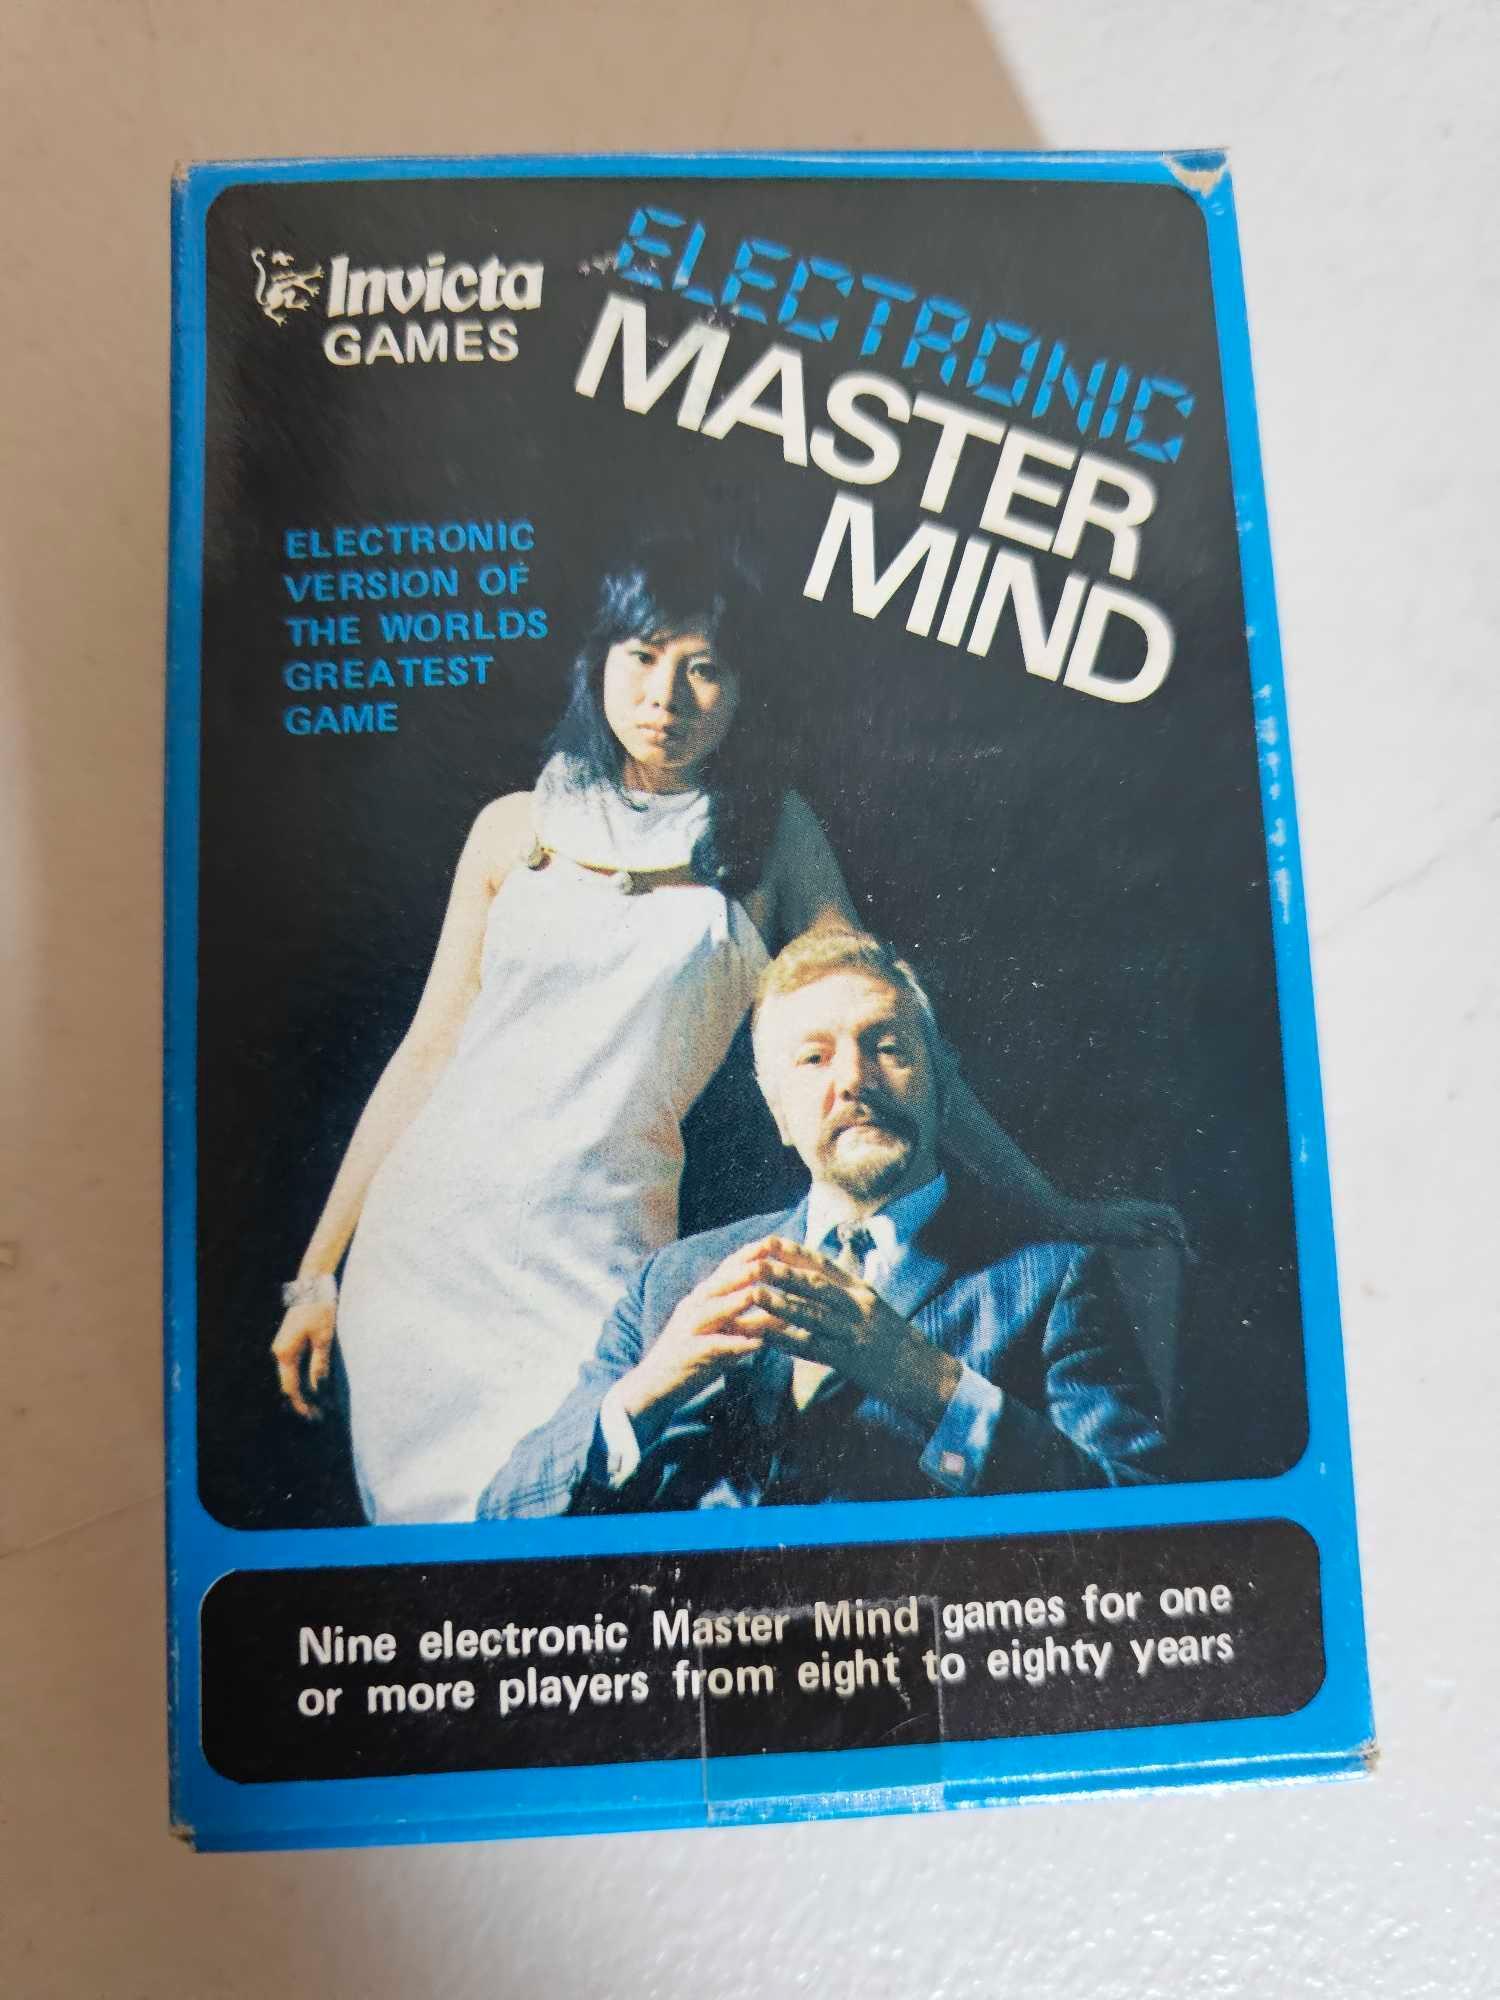 Invicta
GAMES
ELECTRONIC
MASTER
MIND
ELECTRONIC
VERSION OF
THE WORLDS
GREATEST
GAME
Nine electronic Master Mind games for one
or more players from eight to eighty years